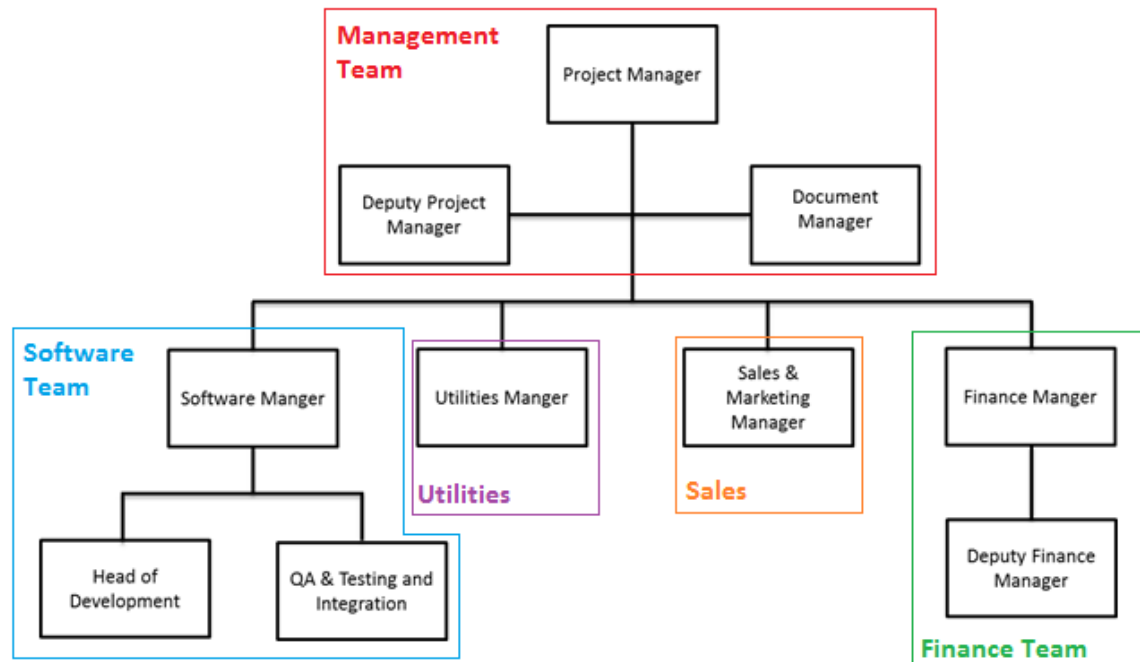 Management
Team
Project Manager
Deputy Project
Manager
Document
Manager
Software
Team
Software Manger
Utilities Manger
Sales &
Marketing
Manager
Finance Manger
Utilities
Sales
Head of
Development
QA & Testing and
Integration
Deputy Finance
Manager
Finance Team